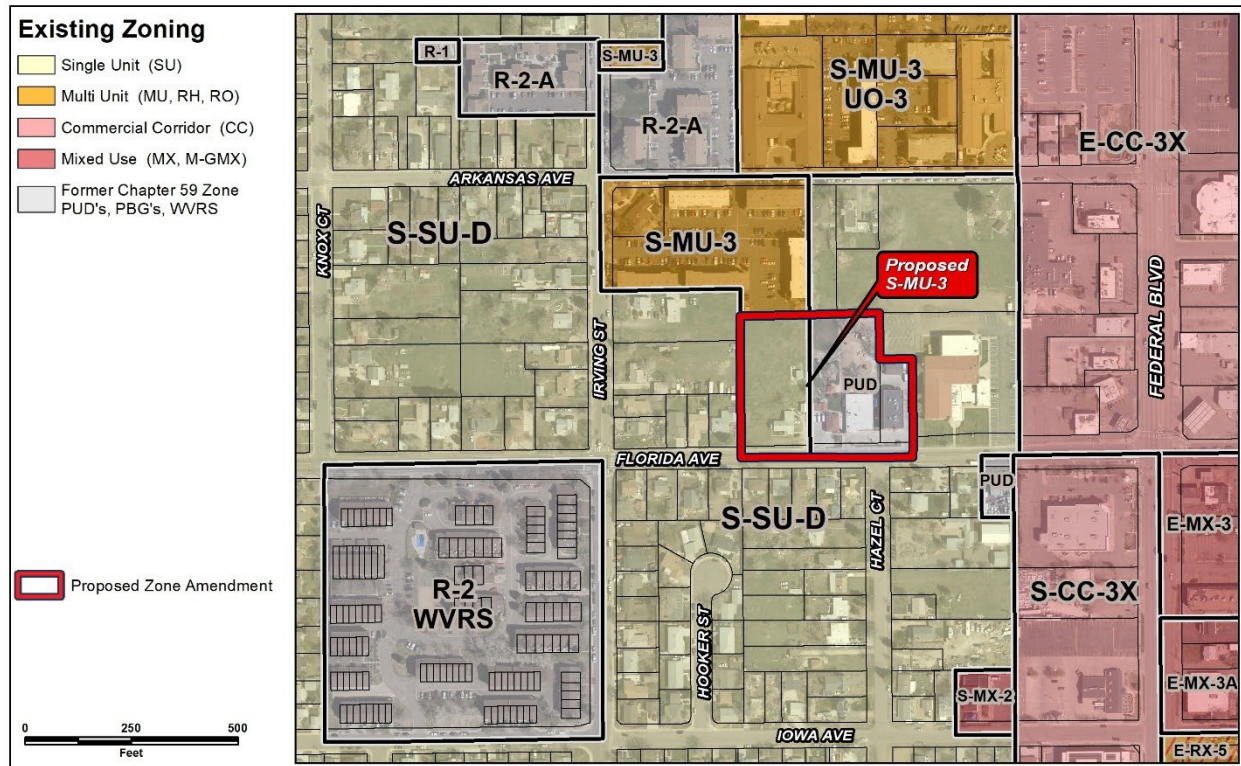 Existing Zoning
Single Unit (SU)
Multi Unit (MU, RH, RO)
Commercial Corridor (CC)
Mixed Use (MX, M-GMX)
Former Chapter 59 Zone
PUD's, PBG's, WVRS
Proposed Zone Amendment
0 250 500
Feet
R-1
R-2-A
S-MU-3
R-2-A
S-MU-3
UO-3
E-CC-3X
ARKANSAS AVE
KNOX CT
S-SU-D
IRVING ST
S-MU-3
Proposed
S-MU-3
FEDERAL BLVD
PUD
FLORIDA AVE
PUD
R-2
WVRS
S-SU-D
HAZEL CT
HOOKER ST
E-MX-3
S-CC-3X
S-MX-2
E-MX-3A
IOWA AVE
E-RX-5